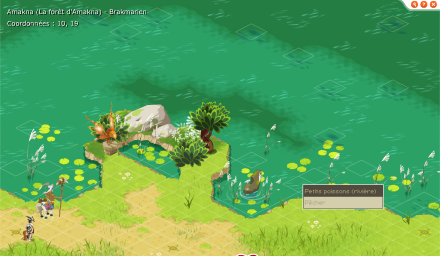 Amakna (La forêt d'Amakna) - Brakmarien
Coordonnées : 10, 19
Petits poissons (rivière)
Pêcher